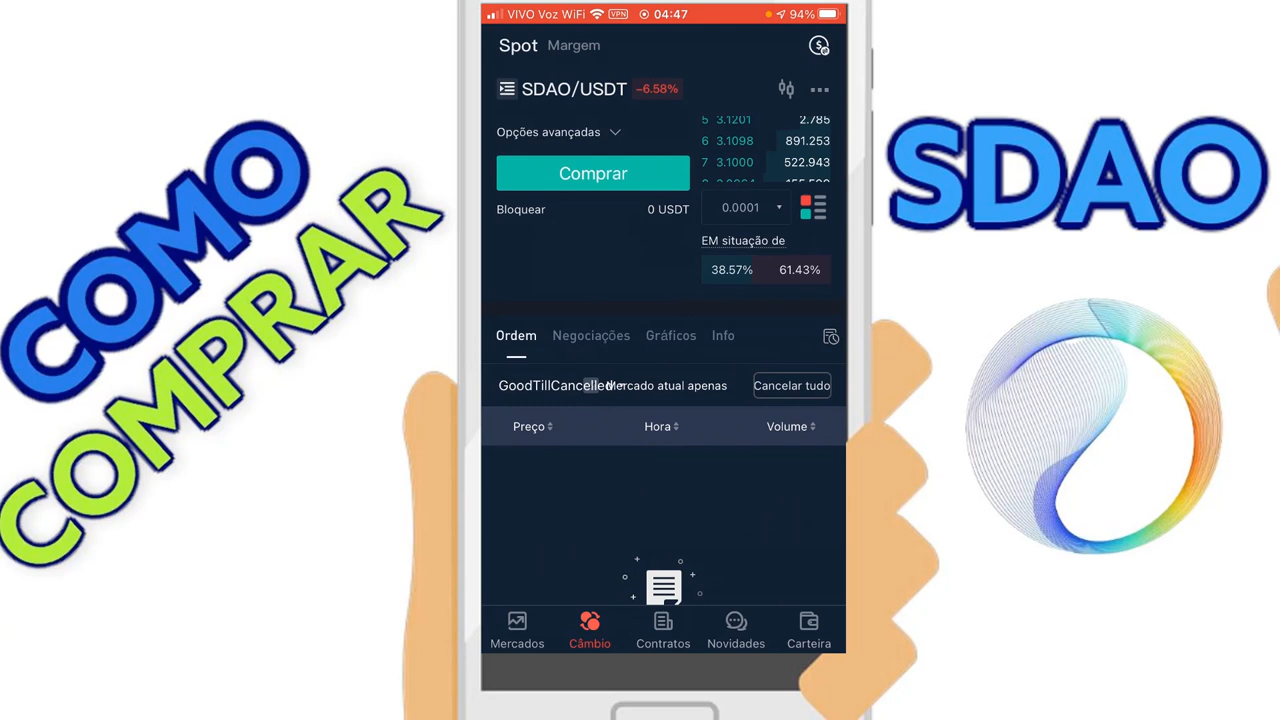 COMO
COMPRAR
SDAO
VIVO Voz WiFi VPN 04:47 94%
Spot Margem
SDAO/USDT -6.58%
Opções avançadas
5 3.1201 2.785
6 3.1098 891.253
7 3.1000 522.943
Comprar
Bloquear 0 USDT
0.0001
EM situação de
38.57% 61.43%
Ordem Negociações Gráficos Info
GoodTillCancelled Mercado atual apenas Cancelar tudo
Preço Hora Volume
Mercados Câmbio Contratos Novidades Carteira